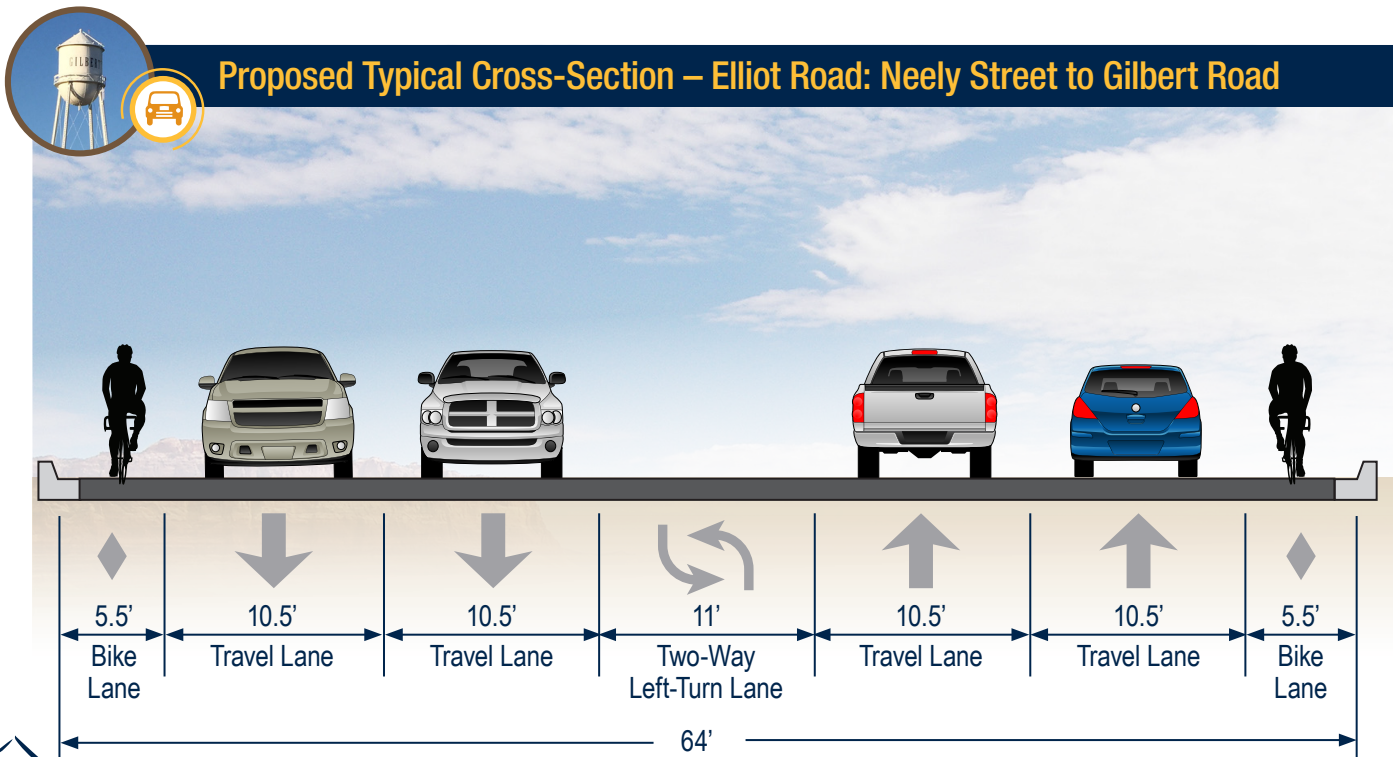 GILBERT
Proposed Typical Cross-Section – Elliot Road: Neely Street to Gilbert Road
5.5’ 10.5’ 10.5’ 11’ 10.5’ 10.5’ 5.5’
Bike Travel Lane Travel Lane Two-Way Travel Lane Travel Lane Bike
Lane Left-Turn Lane Lane
64’